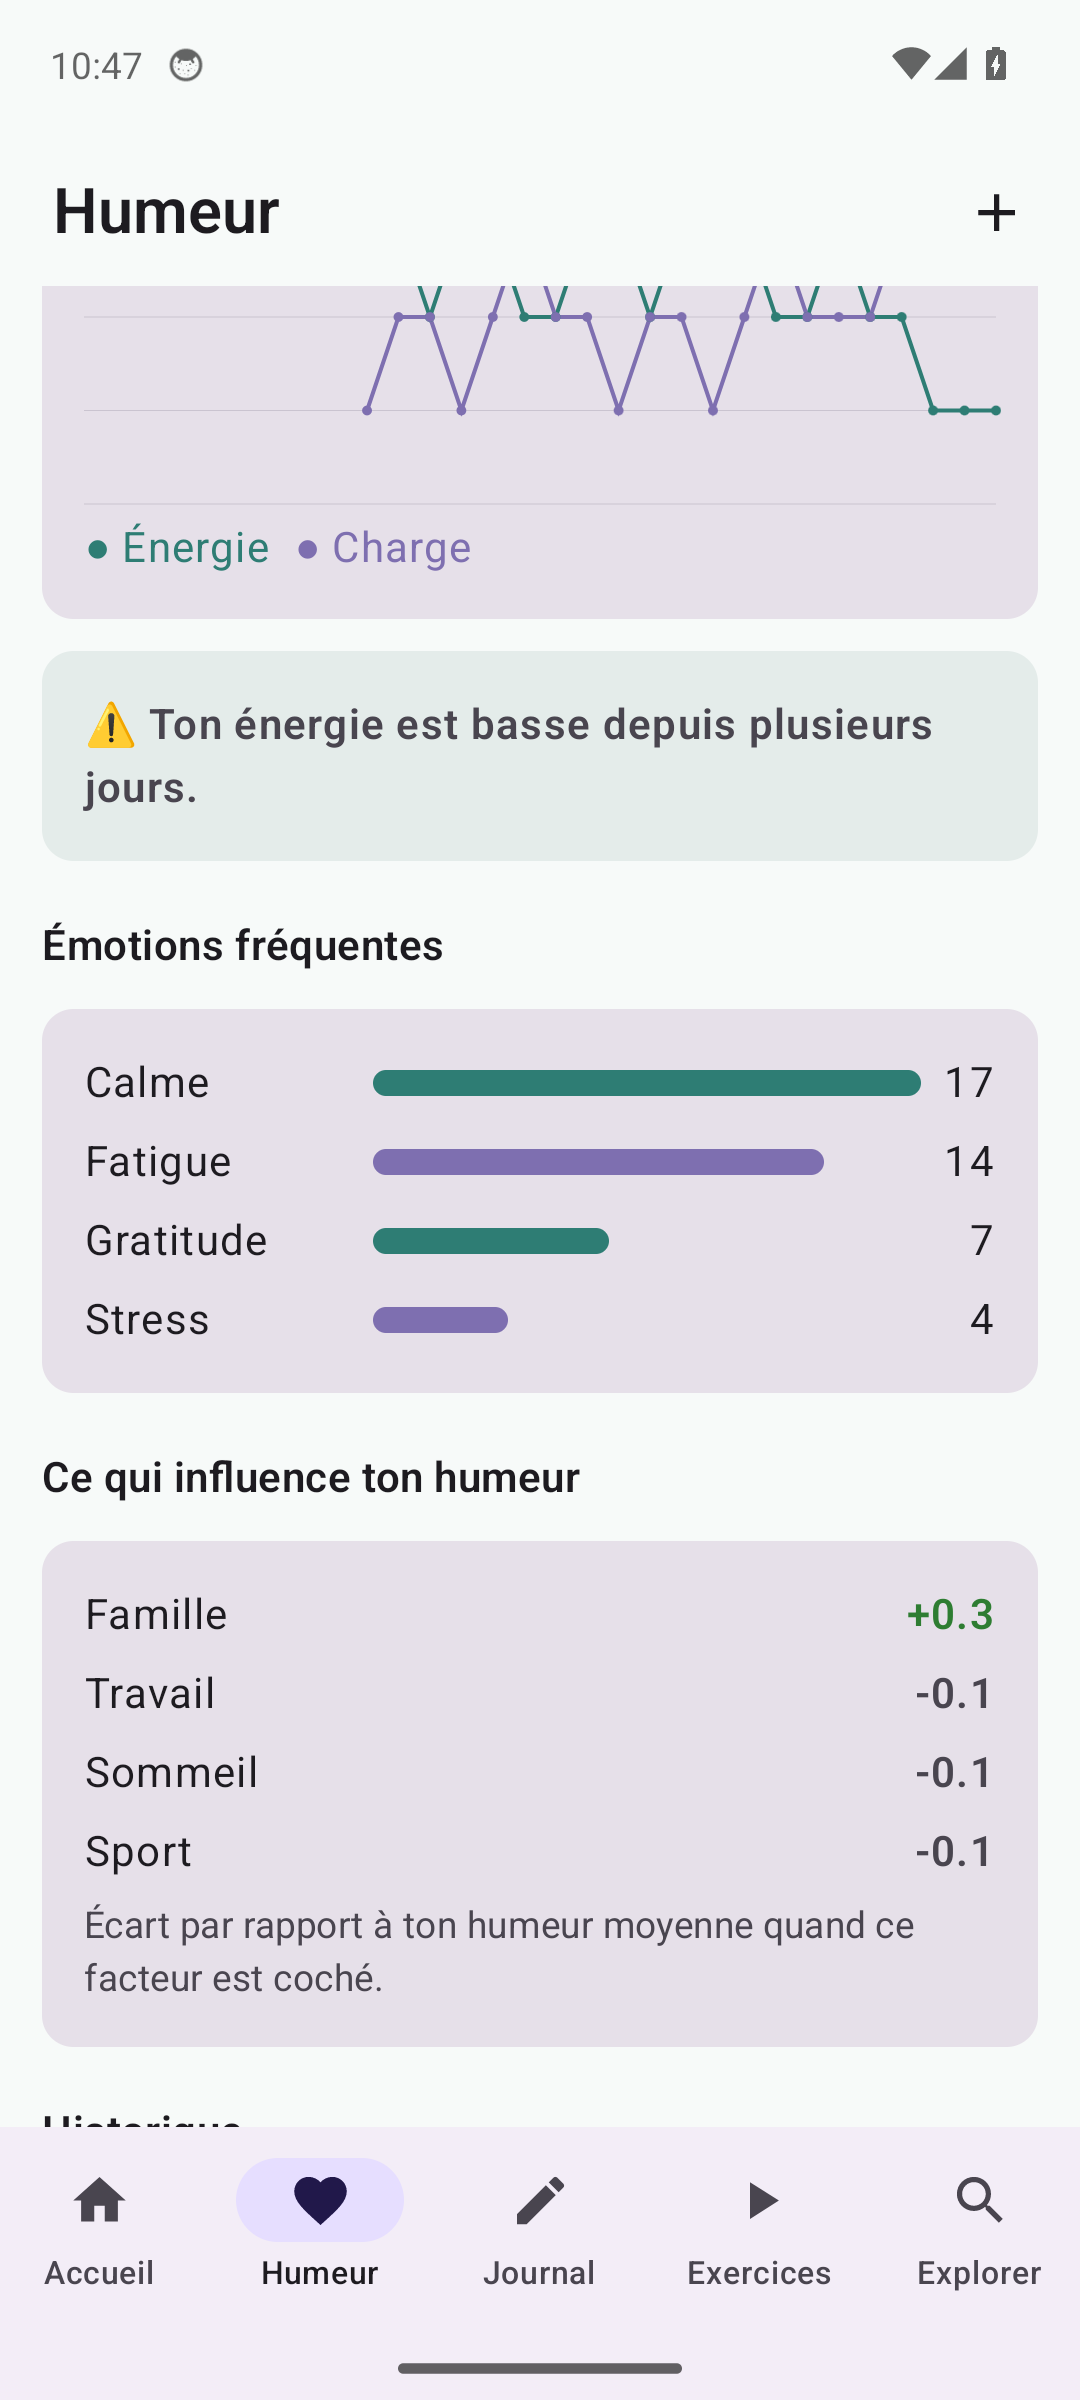 10:47
Humeur
Énergie
Charge
⚠️ Ton énergie est basse depuis plusieurs
jours.
Émotions fréquentes
Calme 17
Fatigue 14
Gratitude 7
Stress 4
Ce qui influence ton humeur
Famille +0.3
Travail -0.1
Sommeil -0.1
Sport -0.1
Écart par rapport à ton humeur moyenne quand ce
facteur est coché.
Historique
Accueil
Humeur
Journal
Exercices
Explorer